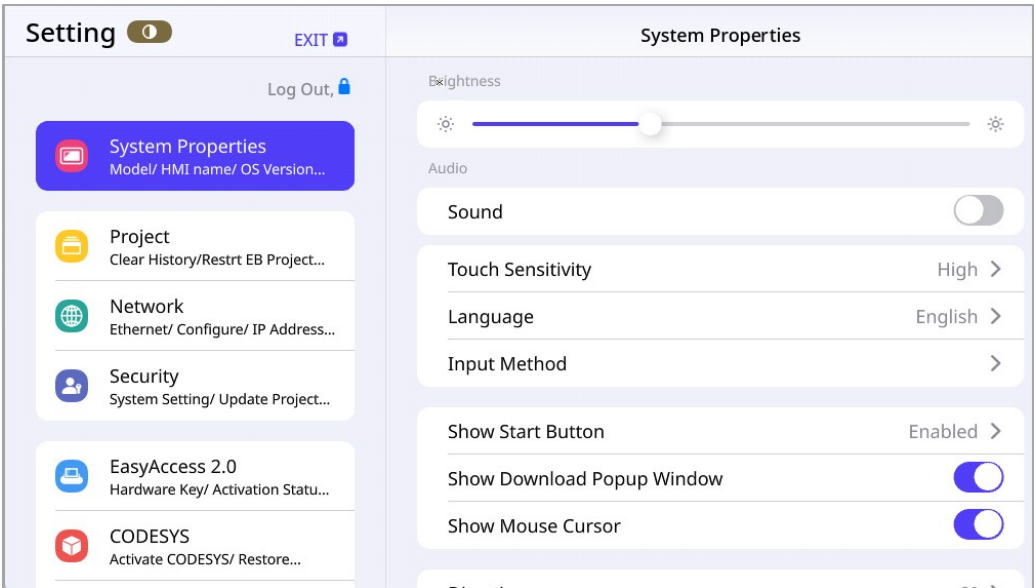 Setting
EXIT
Log Out,
System Properties
Model/ HMI name/ OS Version...
Project
Clear History/Restrt EB Project...
Network
Ethernet/ Configure/ IP Address...
Security
System Setting/ Update Project...
EasyAccess 2.0
Hardware Key/ Activation Statu...
CODESYS
Activate CODESYS/ Restore...
System Properties
Brightness
Audio
Sound
Touch Sensitivity High
Language English
Input Method
Show Start Button Enabled
Show Download Popup Window
Show Mouse Cursor